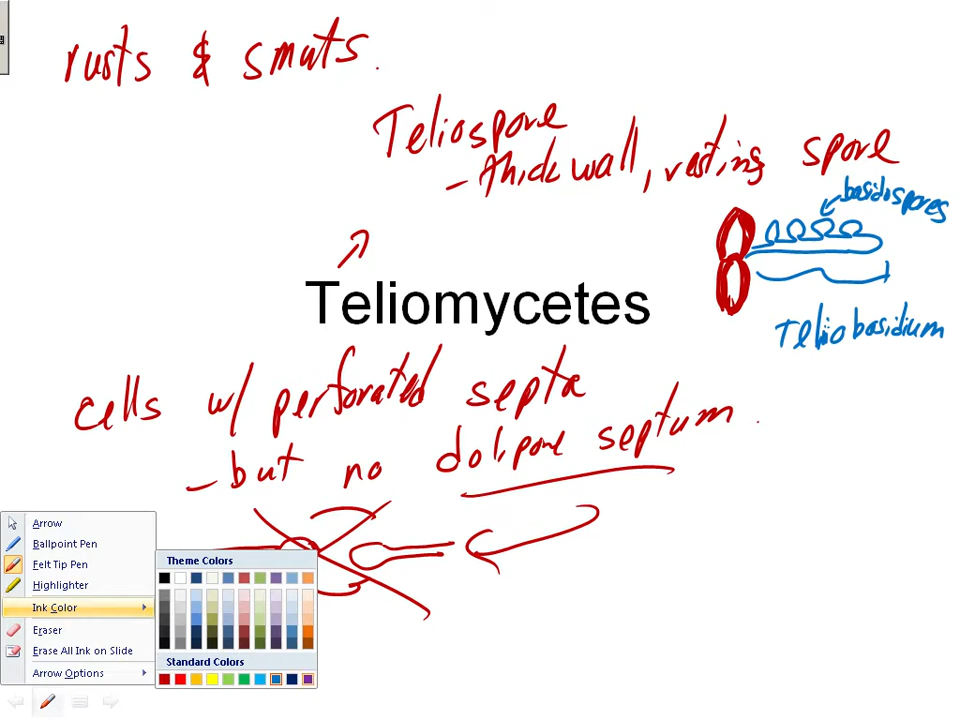 rusts & smuts.
Teliospore
- thick wall, resting spore
basidospores
Teliomycetes
Teliobasidium
cells w/ perforated septa
- but no dolipore septum.
Arrow
Ballpoint Pen
Felt Tip Pen
Highlighter
Ink Color
Eraser
Erase All Ink on Slide
Arrow Options
Theme Colors
Standard Colors